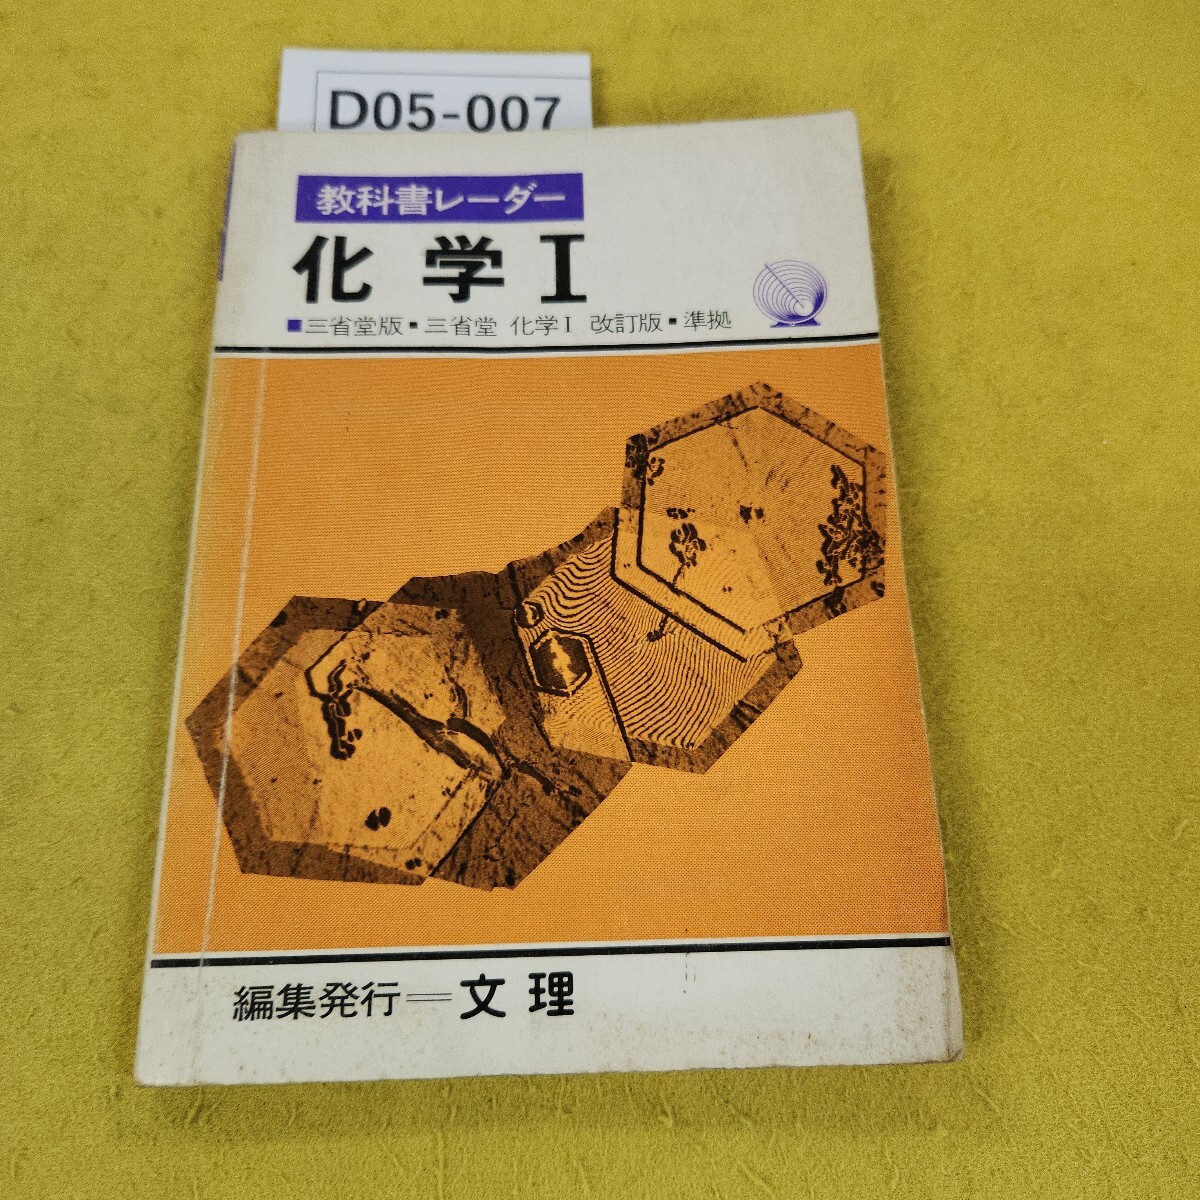 D05-007
教科書レーダー
化学I
■三省堂版▪三省堂 化学I 改訂版▪準拠
編集発行＝文理